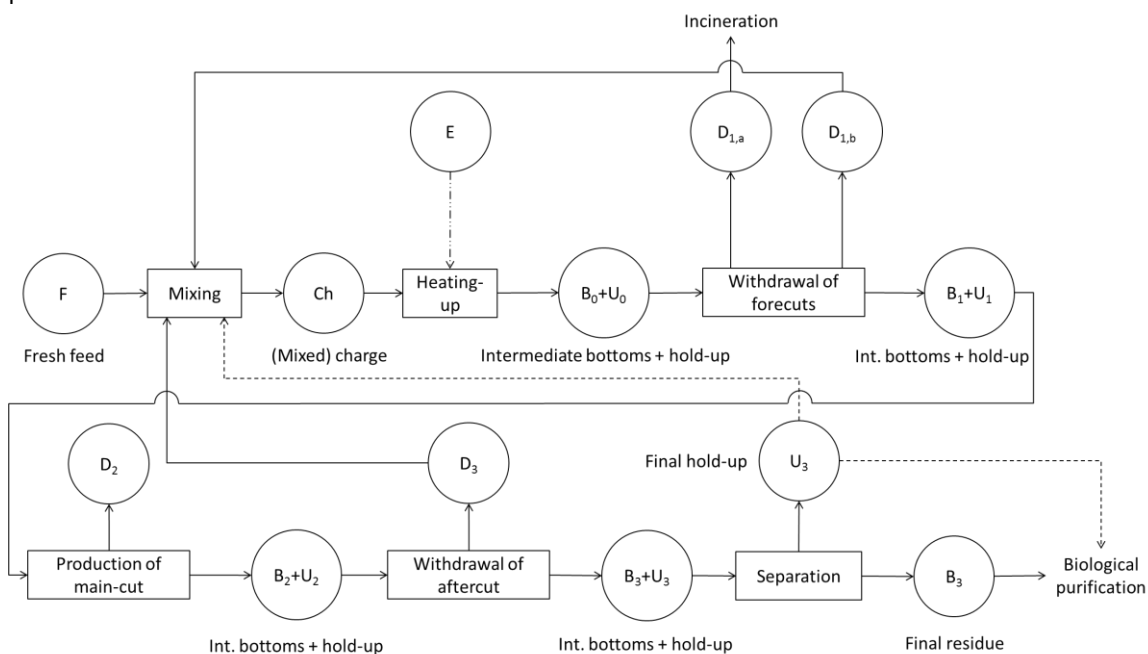 Incineration
E
D1,a
D1,b
F
Mixing
Ch
Heating-
up
B0+U0
Withdrawal of
forecuts
B1+U1
Fresh feed
(Mixed) charge
Intermediate bottoms + hold-up
Int. bottoms + hold-up
D2
D3
Final hold-up
U3
Production of
main-cut
B2+U2
Withdrawal of
aftercut
B3+U3
Separation
B3
Biological
purification
Int. bottoms + hold-up
Int. bottoms + hold-up
Final residue